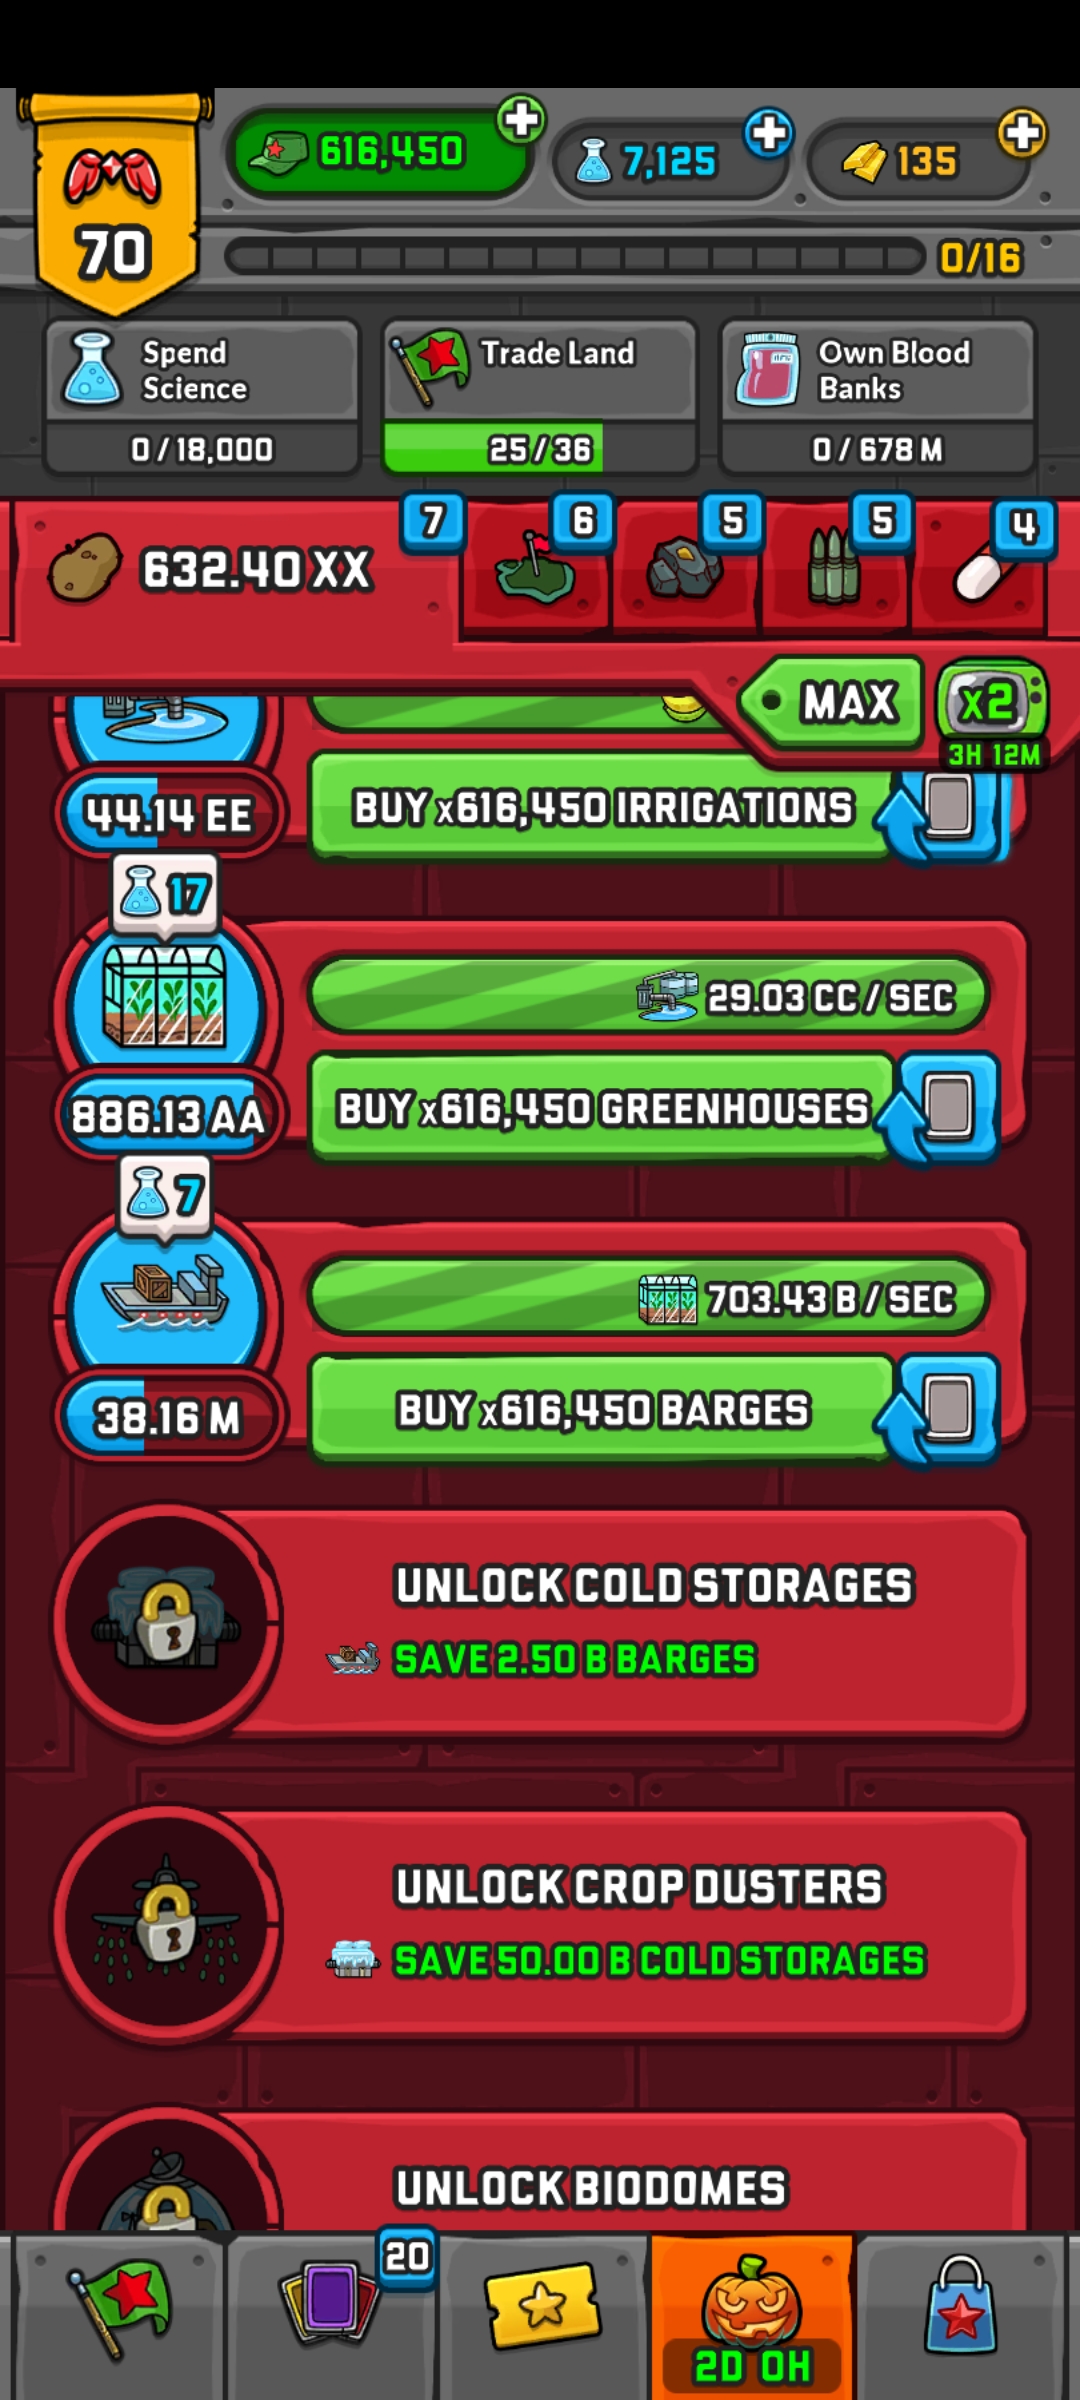 616,450
7,125
135
70
0/16
Spend
Science
0 / 18,000
Trade Land
25 / 36
Own Blood
Banks
0 / 678 M
632.40 XX
7
6
5
5
4
MAX
x2
3H 12M
44.14 EE
BUY x616,450 IRRIGATIONS
17
29.03 CC / SEC
886.13 AA
BUY x616,450 GREENHOUSES
7
703.43 B / SEC
38.16 M
BUY x616,450 BARGES
UNLOCK COLD STORAGES
SAVE 2.50 B BARGES
UNLOCK CROP DUSTERS
SAVE 50.00 B COLD STORAGES
UNLOCK BIODOMES
20
2D 0H